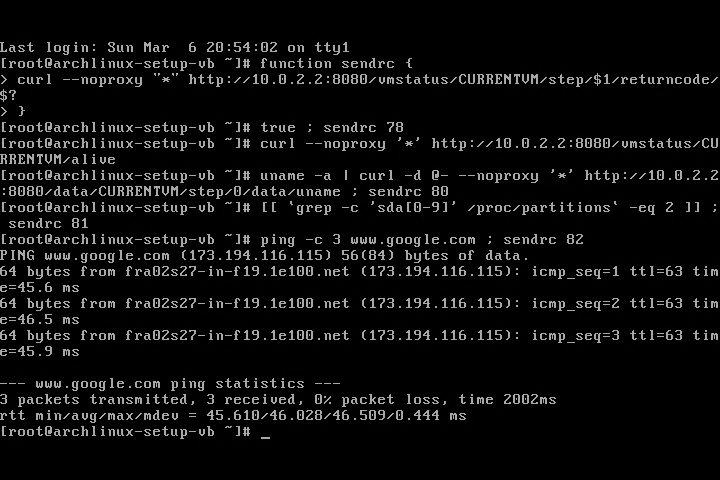 Last login: Sun Mar  6 20:54:02 on tty1
[root@archlinux-setup-vb ~]# function sendrc {
> curl --noproxy "*" http://10.0.2.2:8080/vmstatus/CURRENTVM/step/$1/returncode/
$?
> }
[root@archlinux-setup-vb ~]# true ; sendrc 78
[root@archlinux-setup-vb ~]# curl --noproxy '*' http://10.0.2.2:8080/vmstatus/CU
RRENTVM/alive
[root@archlinux-setup-vb ~]# uname -a | curl -d @- --noproxy '*' http://10.0.2.2
:8080/data/CURRENTVM/step/0/data/uname ; sendrc 80
[root@archlinux-setup-vb ~]# [[ `grep -c 'sda[0-9]' /proc/partitions` -eq 2 ]] ;
 sendrc 81
[root@archlinux-setup-vb ~]# ping -c 3 www.google.com ; sendrc 82
PING www.google.com (173.194.116.115) 56(84) bytes of data.
64 bytes from fra02s27-in-f19.1e100.net (173.194.116.115): icmp_seq=1 ttl=63 tim
e=45.6 ms
64 bytes from fra02s27-in-f19.1e100.net (173.194.116.115): icmp_seq=2 ttl=63 tim
e=46.5 ms
64 bytes from fra02s27-in-f19.1e100.net (173.194.116.115): icmp_seq=3 ttl=63 tim
e=45.9 ms

--- www.google.com ping statistics ---
3 packets transmitted, 3 received, 0% packet loss, time 2002ms
rtt min/avg/max/mdev = 45.610/46.028/46.509/0.444 ms
[root@archlinux-setup-vb ~]# _